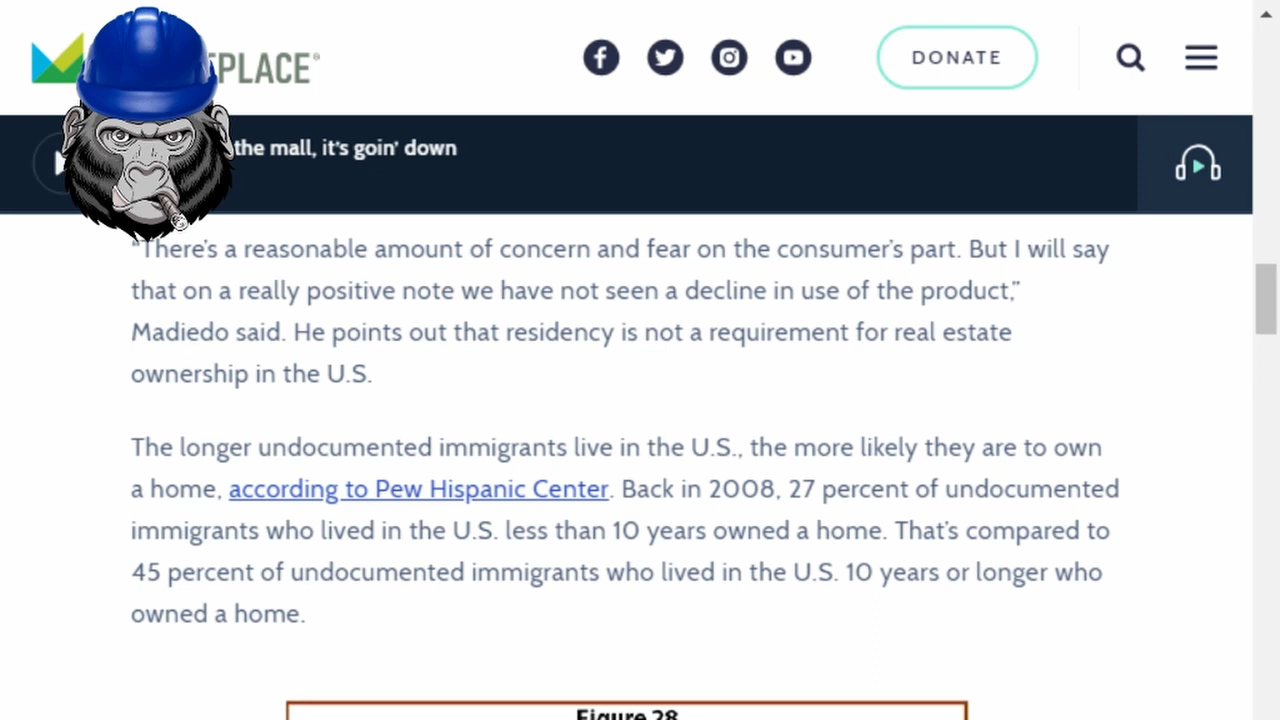 PLACE®
DONATE
the mall, it's goin' down
“There’s a reasonable amount of concern and fear on the consumer’s part. But I will say
that on a really positive note we have not seen a decline in use of the product,”
Madiedo said. He points out that residency is not a requirement for real estate
ownership in the U.S.
The longer undocumented immigrants live in the U.S., the more likely they are to own
a home, according to Pew Hispanic Center. Back in 2008, 27 percent of undocumented
immigrants who lived in the U.S. less than 10 years owned a home. That’s compared to
45 percent of undocumented immigrants who lived in the U.S. 10 years or longer who
owned a home.
Figure 28